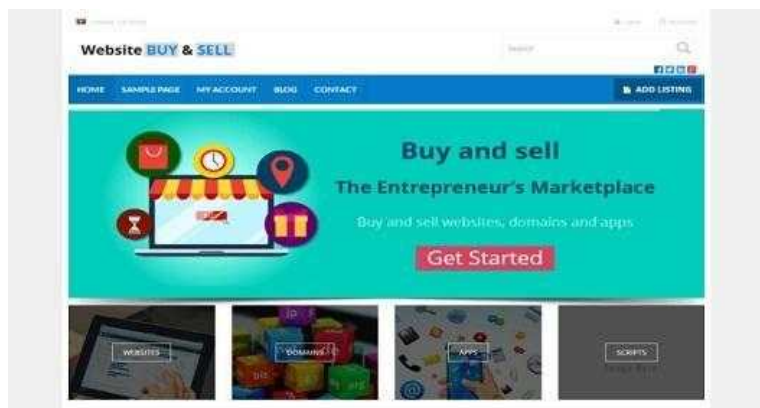 Website BUY & SELL
Search
HOME SAMPLE PAGE MY ACCOUNT BLOG CONTACT
ADD LISTING
Buy and sell
The Entrepreneur's Marketplace
Buy and sell websites, domains and apps
Get Started
WEBSITES
DOMAINS
APPS
SCRIPTS